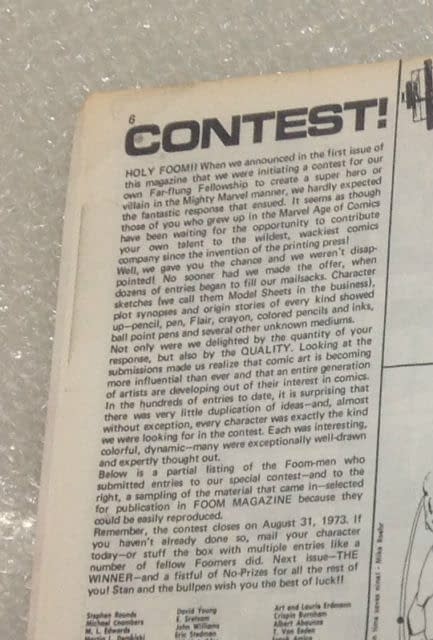 6
CONTEST!
HOLY FOOM!! When we announced in the first issue of
this magazine that we were initiating a contest for our
own Far-flung Fellowship to create a super hero or
villain in the Mighty Marvel manner, we hardly expected
the fantastic response that ensued. It seems as though
those of you who grew up in the Marvel Age of Comics
have been waiting for the opportunity to contribute
your own talent to the wildest, wackiest comics
company since the invention of the printing press!
Well, we gave you the chance and we weren't disap-
pointed! No sooner had we made the offer, when
dozens of entries began to fill our mailsacks. Character
sketches (we call them Model Sheets in the business),
plot synopses and origin stories of every kind showed
up—pencil, pen, Flair, crayon, colored pencils and inks,
ball point pens and several other unknown mediums.
Not only were we delighted by the quantity of your
response, but also by the QUALITY. Looking at the
submissions made us realize that comic art is becoming
more influential than ever and that an entire generation
of artists are developing out of their interest in comics.
In the hundreds of entries to date, it is surprising that
there was very little duplication of ideas—and, almost
without exception, every character was exactly the kind
we were looking for in the contest. Each was interesting,
colorful, dynamic—many were exceptionally well-drawn
and expertly thought out.
Below is a partial listing of the Foom-men who
submitted entries to our special contest—and to the
right, a sampling of the material that came in—selected
for publication in FOOM MAGAZINE because they
could be easily reproduced.
Remember, the contest closes on August 31, 1973. If
you haven't already done so, mail your character
today—or stuff the box with multiple entries like a
number of fellow Foomers did. Next issue—THE
WINNER—and a fistful of No-Prizes for all the rest of
you! Stan and the bullpen wish you the best of luck!!
Stephen Rounds
Michael Chambers
M. L. Edwards
David Young
E. Sretsom
John Williams
Eric Stedman
Art and Laurie Erdmann
Crispin Burnham
Albert Abounza
T. Von Eeden